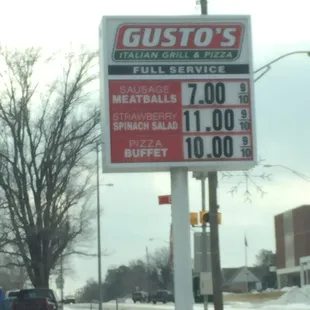 GUSTO'S
ITALIAN GRILL & PIZZA
FULL SERVICE
SAUSAGE
MEATBALLS 7.00 9/10
STRAWBERRY
SPINACH SALAD 11.00 9/10
PIZZA
BUFFET 10.00 9/10